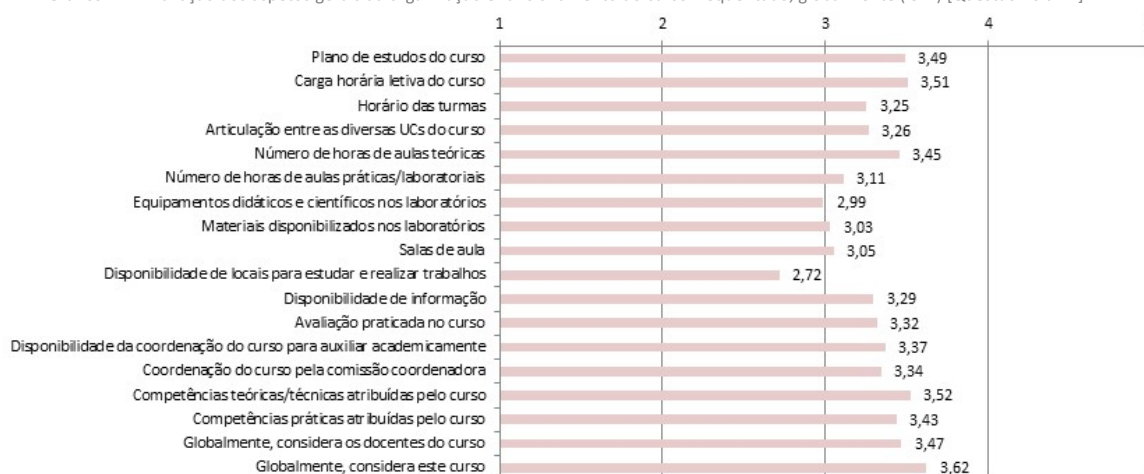 1 2 3 4
Plano de estudos do curso 3,49
Carga horária letiva do curso 3,51
Horário das turmas 3,25
Articulação entre as diversas UCs do curso 3,26
Número de horas de aulas teóricas 3,45
Número de horas de aulas práticas/laboratoriais 3,11
Equipamentos didáticos e científicos nos laboratórios 2,99
Materiais disponibilizados nos laboratórios 3,03
Salas de aula 3,05
Disponibilidade de locais para estudar e realizar trabalhos 2,72
Disponibilidade de informação 3,29
Avaliação praticada no curso 3,32
Disponibilidade da coordenação do curso para auxiliar academicamente 3,37
Coordenação do curso pela comissão coordenadora 3,34
Competências teóricas/técnicas atribuídas pelo curso 3,52
Competências práticas atribuídas pelo curso 3,43
Globalmente, considera os docentes do curso 3,47
Globalmente, considera este curso 3,62